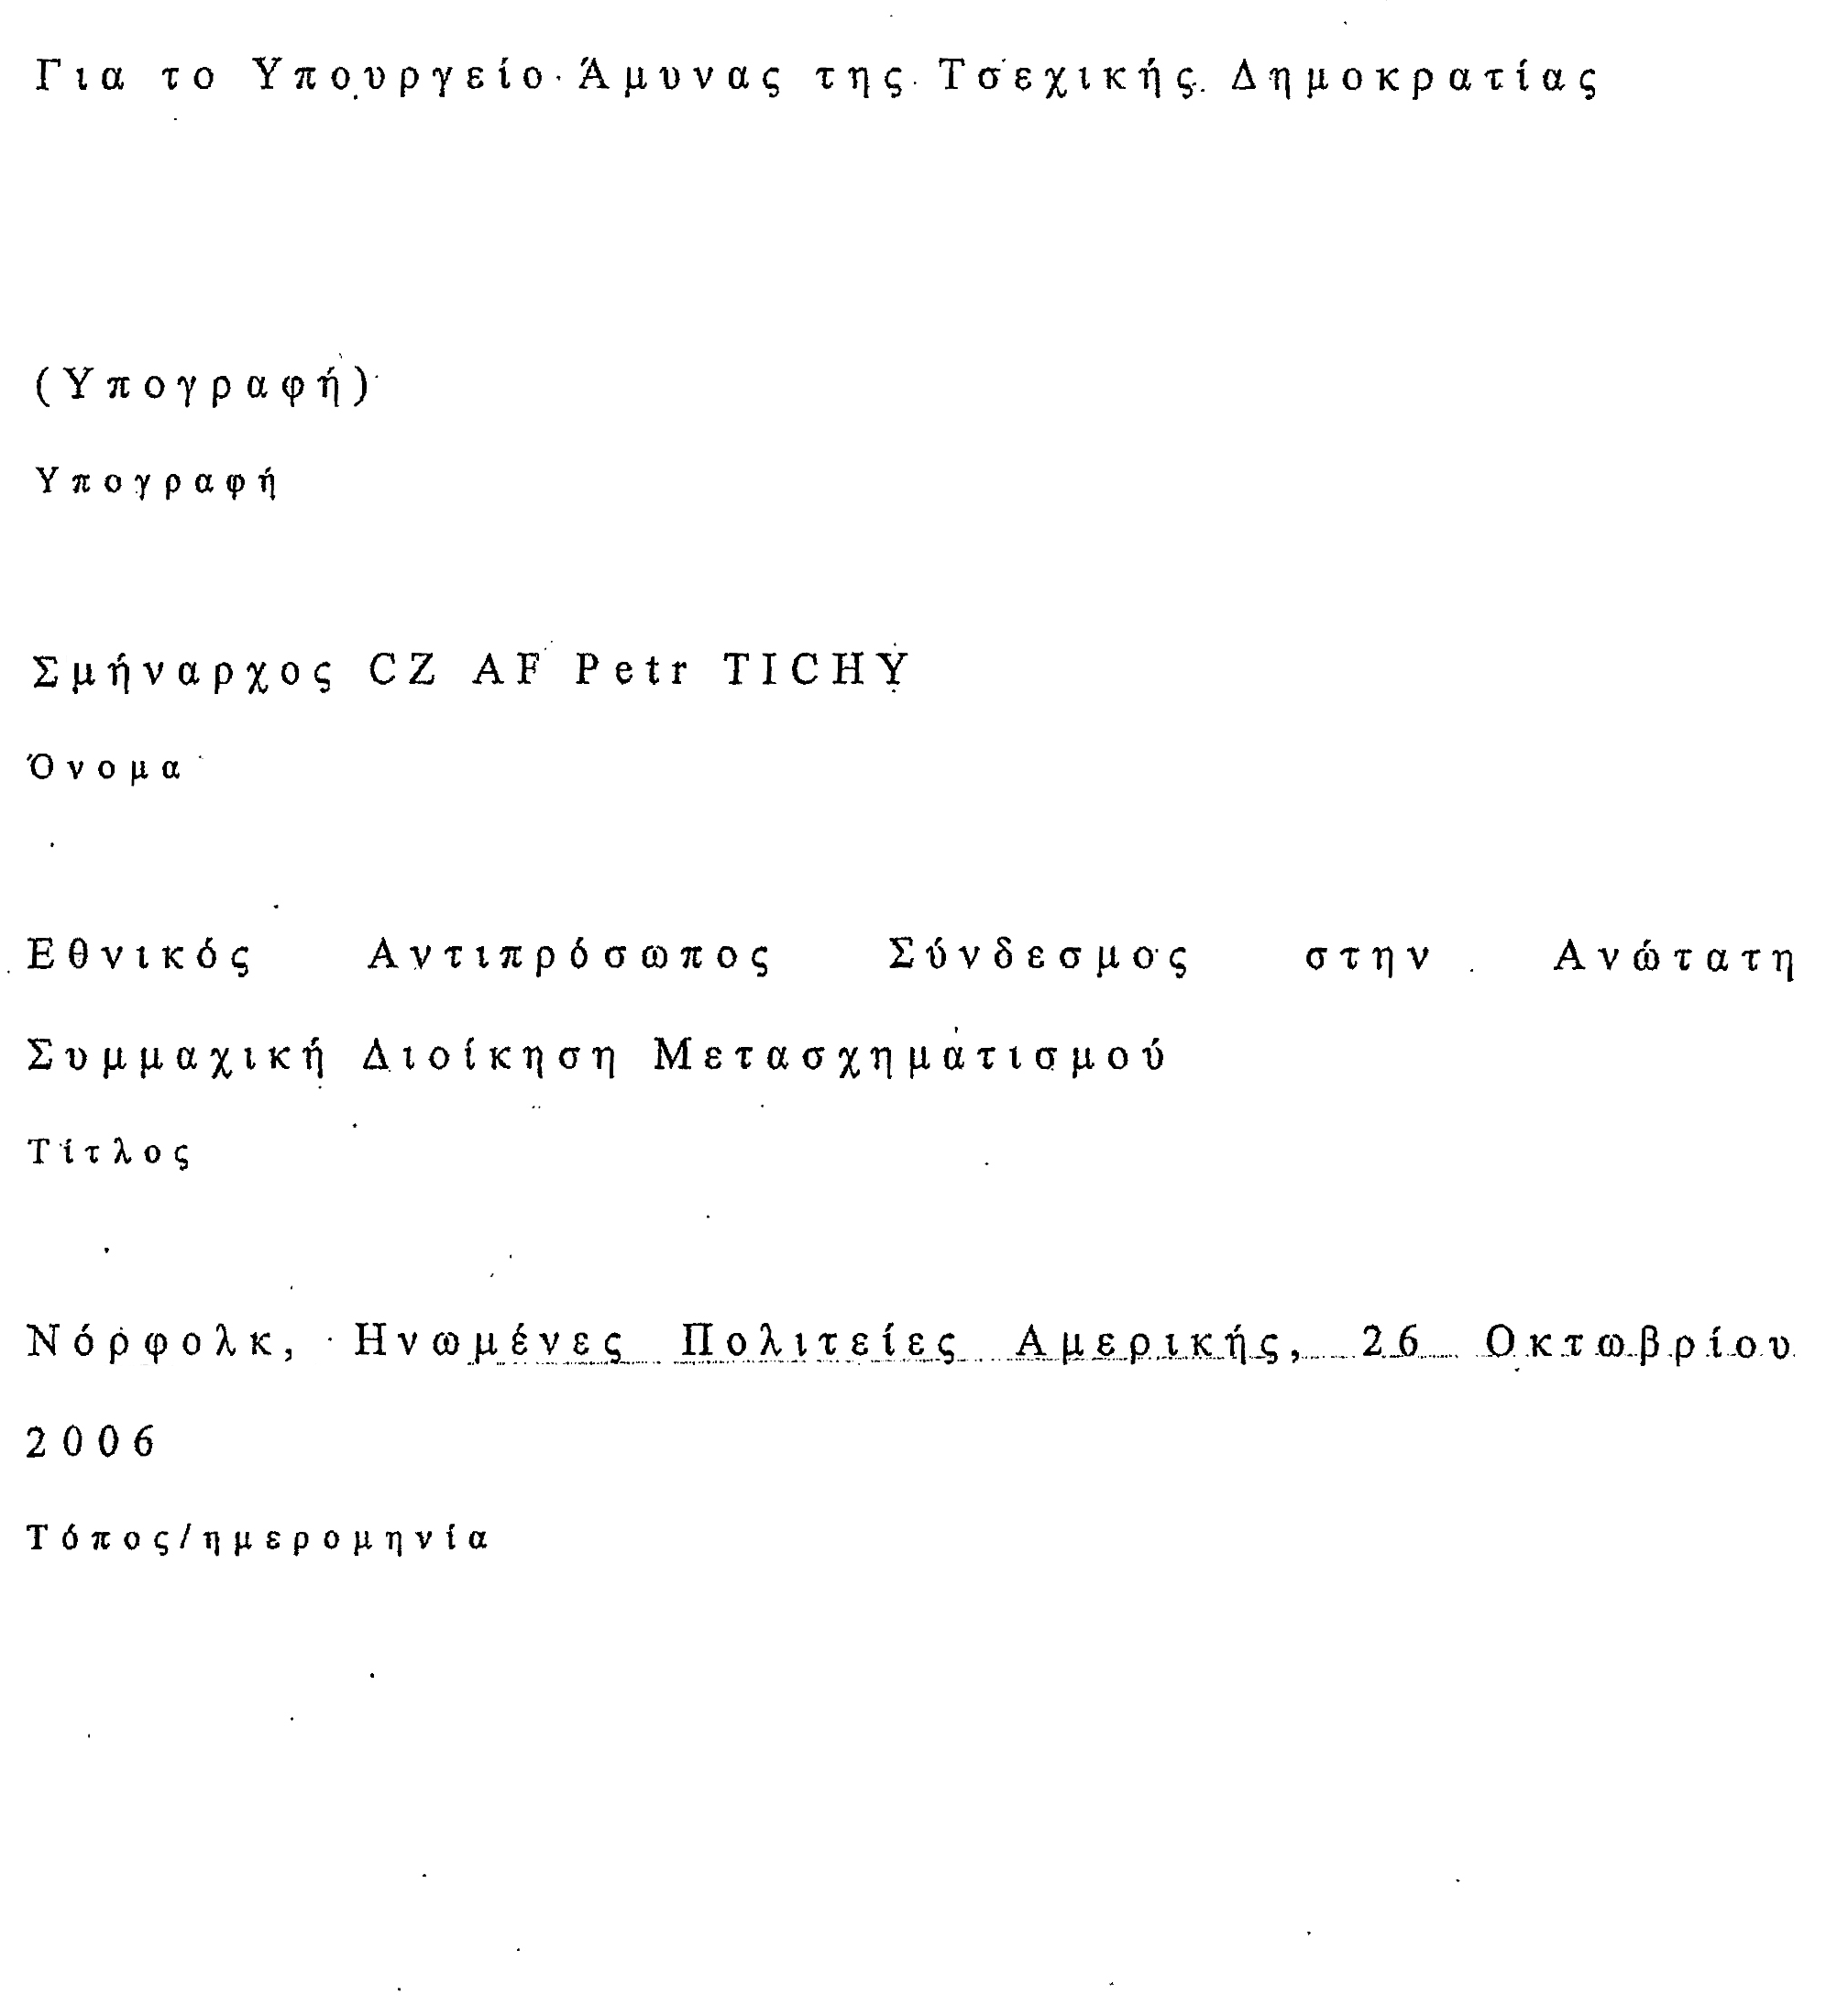 Για το Υπουργείο Άμυνας της Τσεχικής Δημοκρατίας
(Υπογραφή)
Υπογραφή
Σμήναρχος CZ AF Petr TICHY
Όνομα
Εθνικός Αντιπρόσωπος Σύνδεσμος στην Ανώτατη
Συμμαχική Διοίκηση Μετασχηματισμού
Τίτλος
Νόρφολκ, Ηνωμένες Πολιτείες Αμερικής, 26 Οκτωβρίου
2006
Τόπος/ημερομηνία